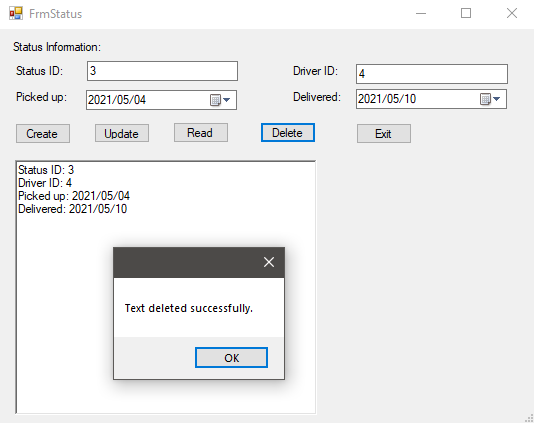 FrmStatus
Status Information:
Status ID: 3 Driver ID: 4
Picked up: 2021/05/04 Delivered: 2021/05/10
Create Update Read Delete Exit
Status ID: 3
Driver ID: 4
Picked up: 2021/05/04
Delivered: 2021/05/10
Text deleted successfully.
OK